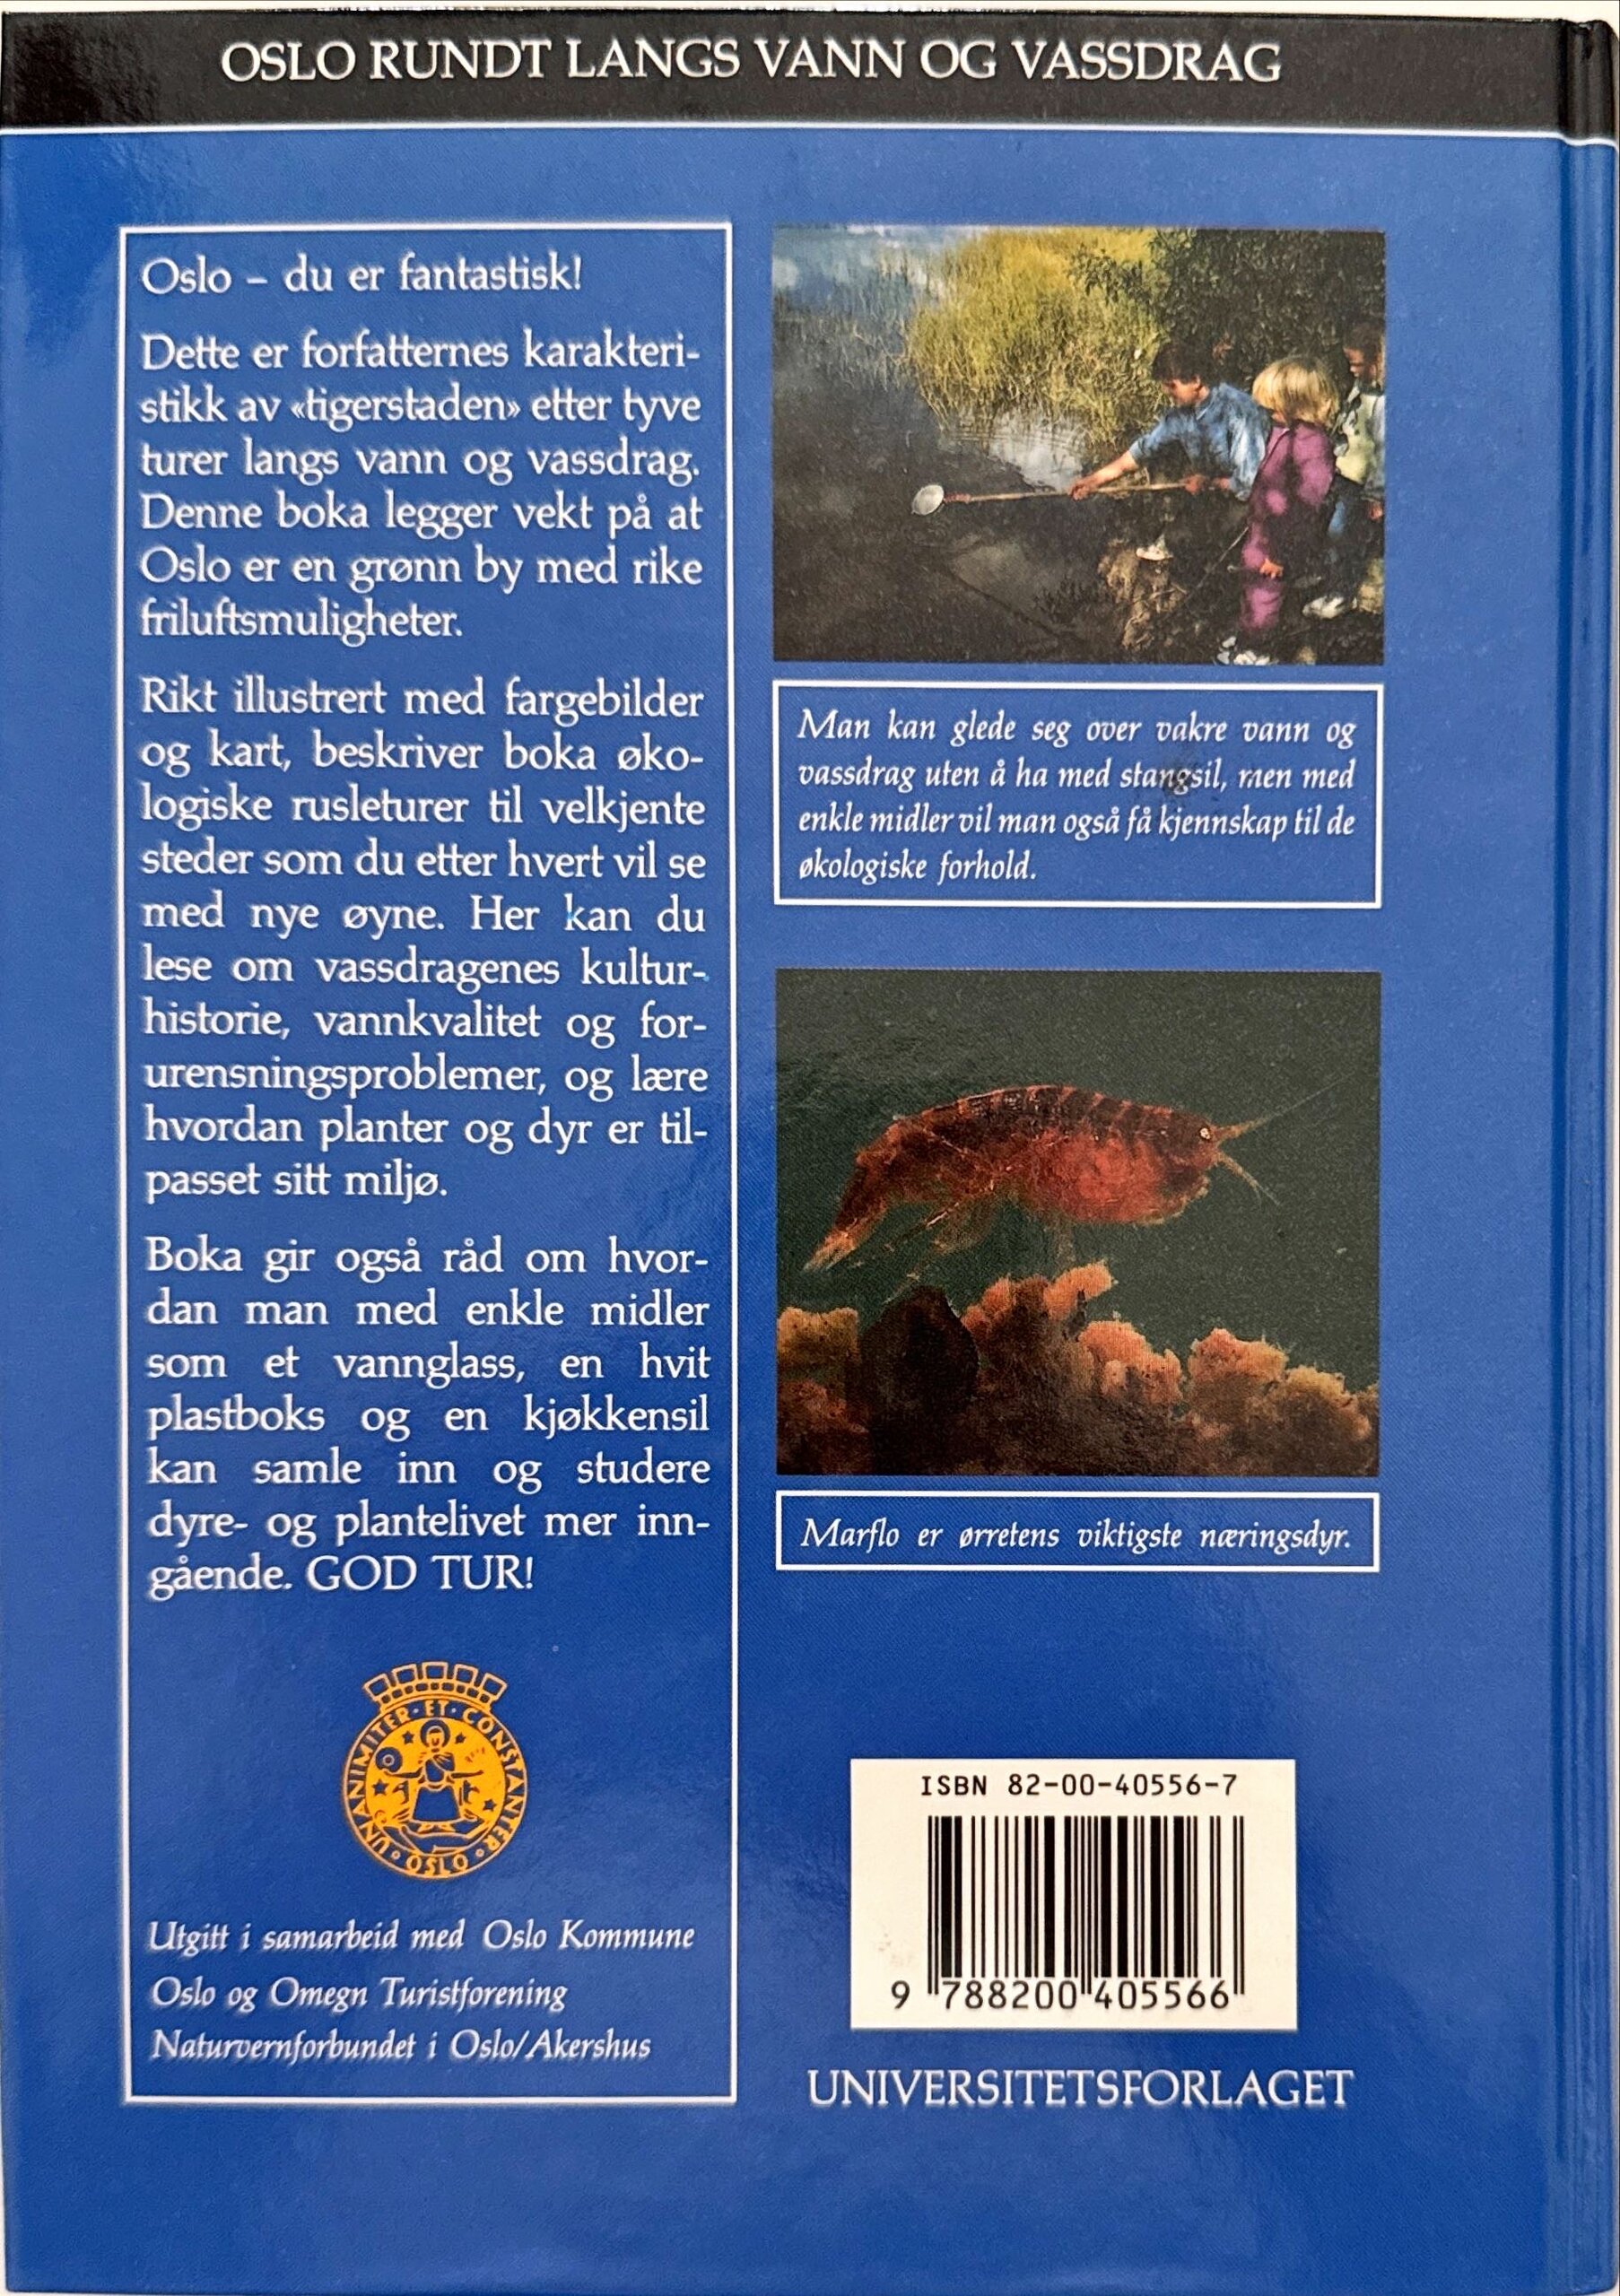 OSLO RUNDT LANGS VANN OG VASSDRAG
Oslo – du er fantastisk!
Dette er forfatternes karakteri-
stikk av «tigerstaden» etter tyve
turer langs vann og vassdrag.
Denne boka legger vekt på at
Oslo er en grønn by med rike
friluftsmuligheter.
Rikt illustrert med fargebilder
og kart, beskriver boka øko-
logiske rusleturer til velkjente
steder som du etter hvert vil se
med nye øyne. Her kan du
lese om vassdragenes kultur-
historie, vannkvalitet og for-
urensningsproblemer, og lære
hvordan planter og dyr er til-
passet sitt miljø.
Boka gir også råd om hvor-
dan man med enkle midler
som et vannglass, en hvit
plastboks og en kjøkkensil
kan samle inn og studere
dyre- og plantelivet mer inn-
gående. GOD TUR!
UNANIMITER·ET·CONSTANTER·OSLO·
Utgitt i samarbeid med Oslo Kommune
Oslo og Omegn Turistforening
Naturvernforbundet i Oslo/Akershus
Man kan glede seg over vakre vann og
vassdrag uten å ha med stangsil, men med
enkle midler vil man også få kjennskap til de
økologiske forhold.
Marflo er ørretens viktigste næringsdyr.
ISBN 82-00-40556-7
9 788200 405566
UNIVERSITETSFORLAGET